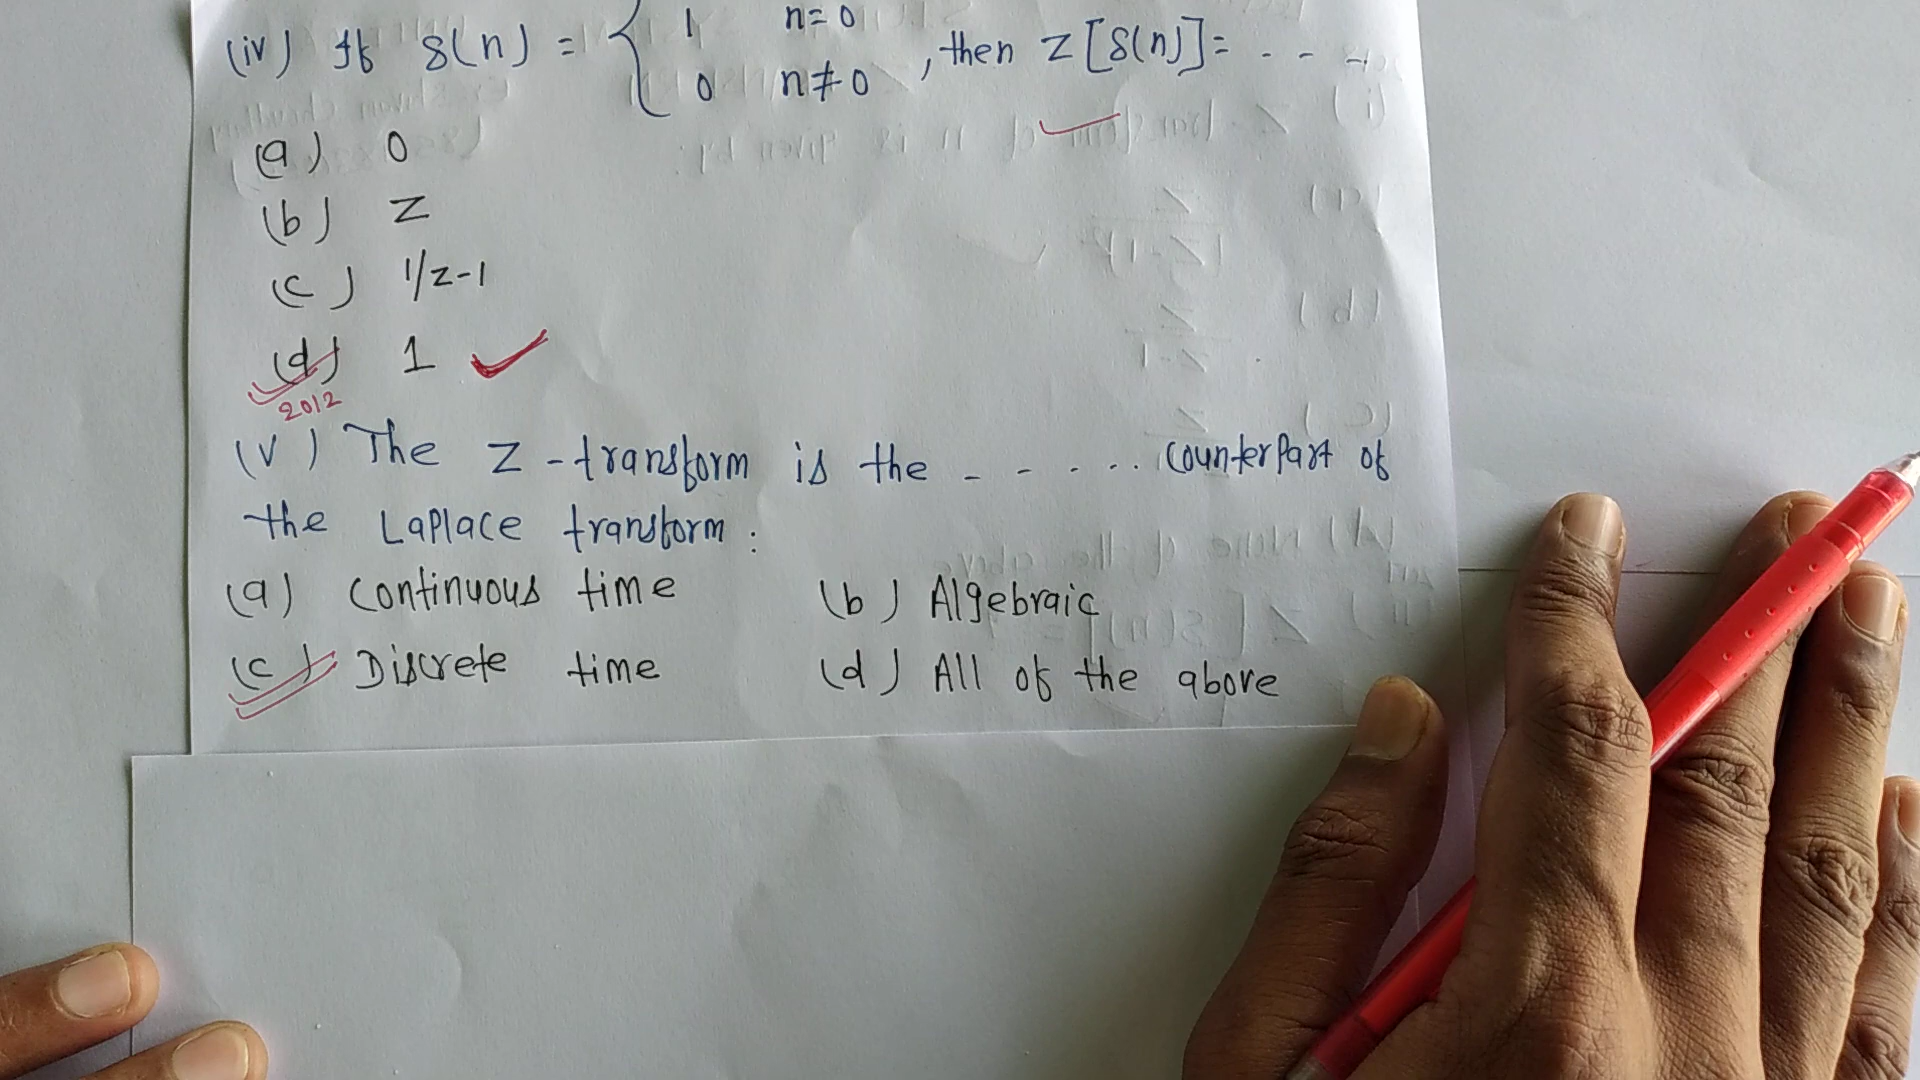 (iv) If δ(n) = { 1 n=0
0 n≠0 , then Z[δ(n)]= - - -
(a) 0
(b) Z
(c) 1/z-1
(d) 1
2012
(v) The Z-transform is the - - . . . . counterpart of
the Laplace transform :
(a) Continuous time (b) Algebraic
(c) Discrete time (d) All of the above